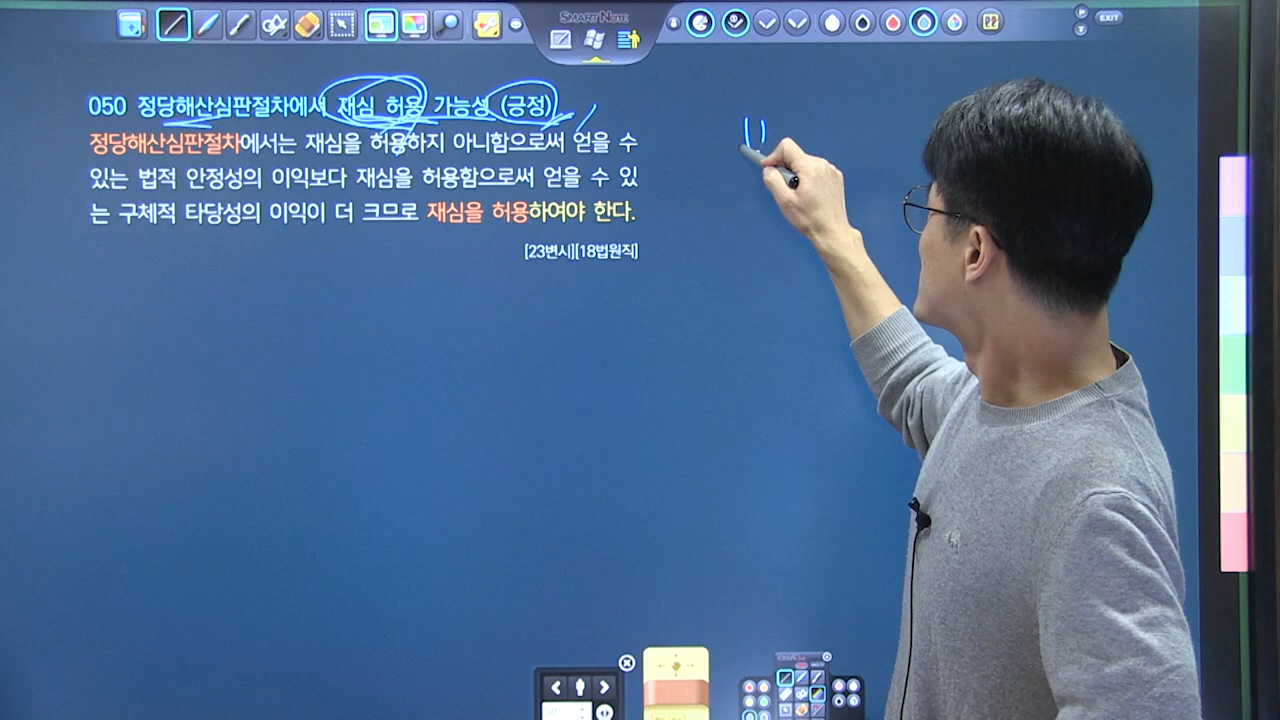 SMARTNOTE
EXIT
050 정당해산심판절차에서 재심 허용 가능성 (긍정)
정당해산심판절차에서는 재심을 허용하지 아니함으로써 얻을 수
있는 법적 안정성의 이익보다 재심을 허용함으로써 얻을 수 있
는 구체적 타당성의 이익이 더 크므로 재심을 허용하여야 한다.
[23변시][18법원직]